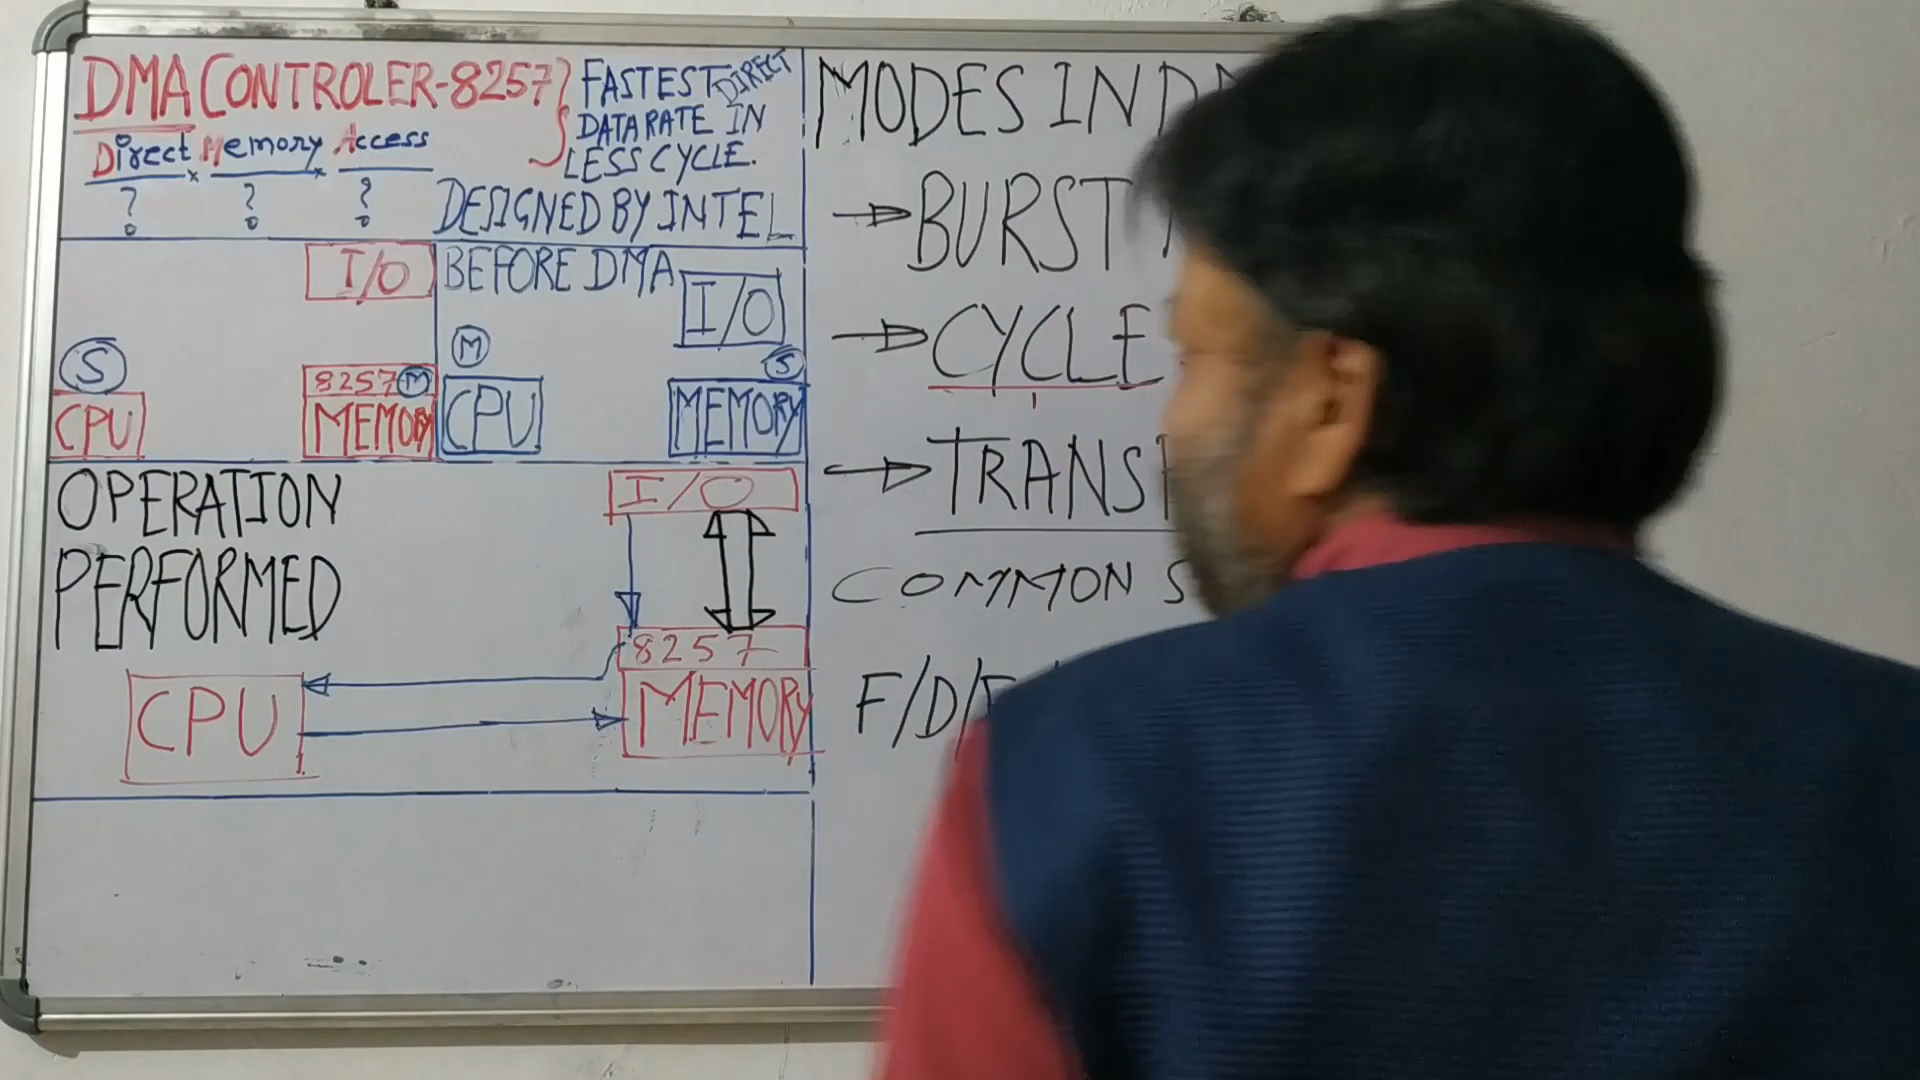 DMA CONTROLER-8257
Direct Memory Access
? ? ?
FASTEST DIRECT
DATA RATE IN
LESS CYCLE.
DESIGNED BY INTEL
I/O
S
8257 M
CPU
MEMORY
BEFORE DMA
I/O
M
S
CPU
MEMORY
OPERATION
PERFORMED
I/O
8257
CPU
MEMORY
MODES IN
BURST
CYCLE
COMMON
F/D/